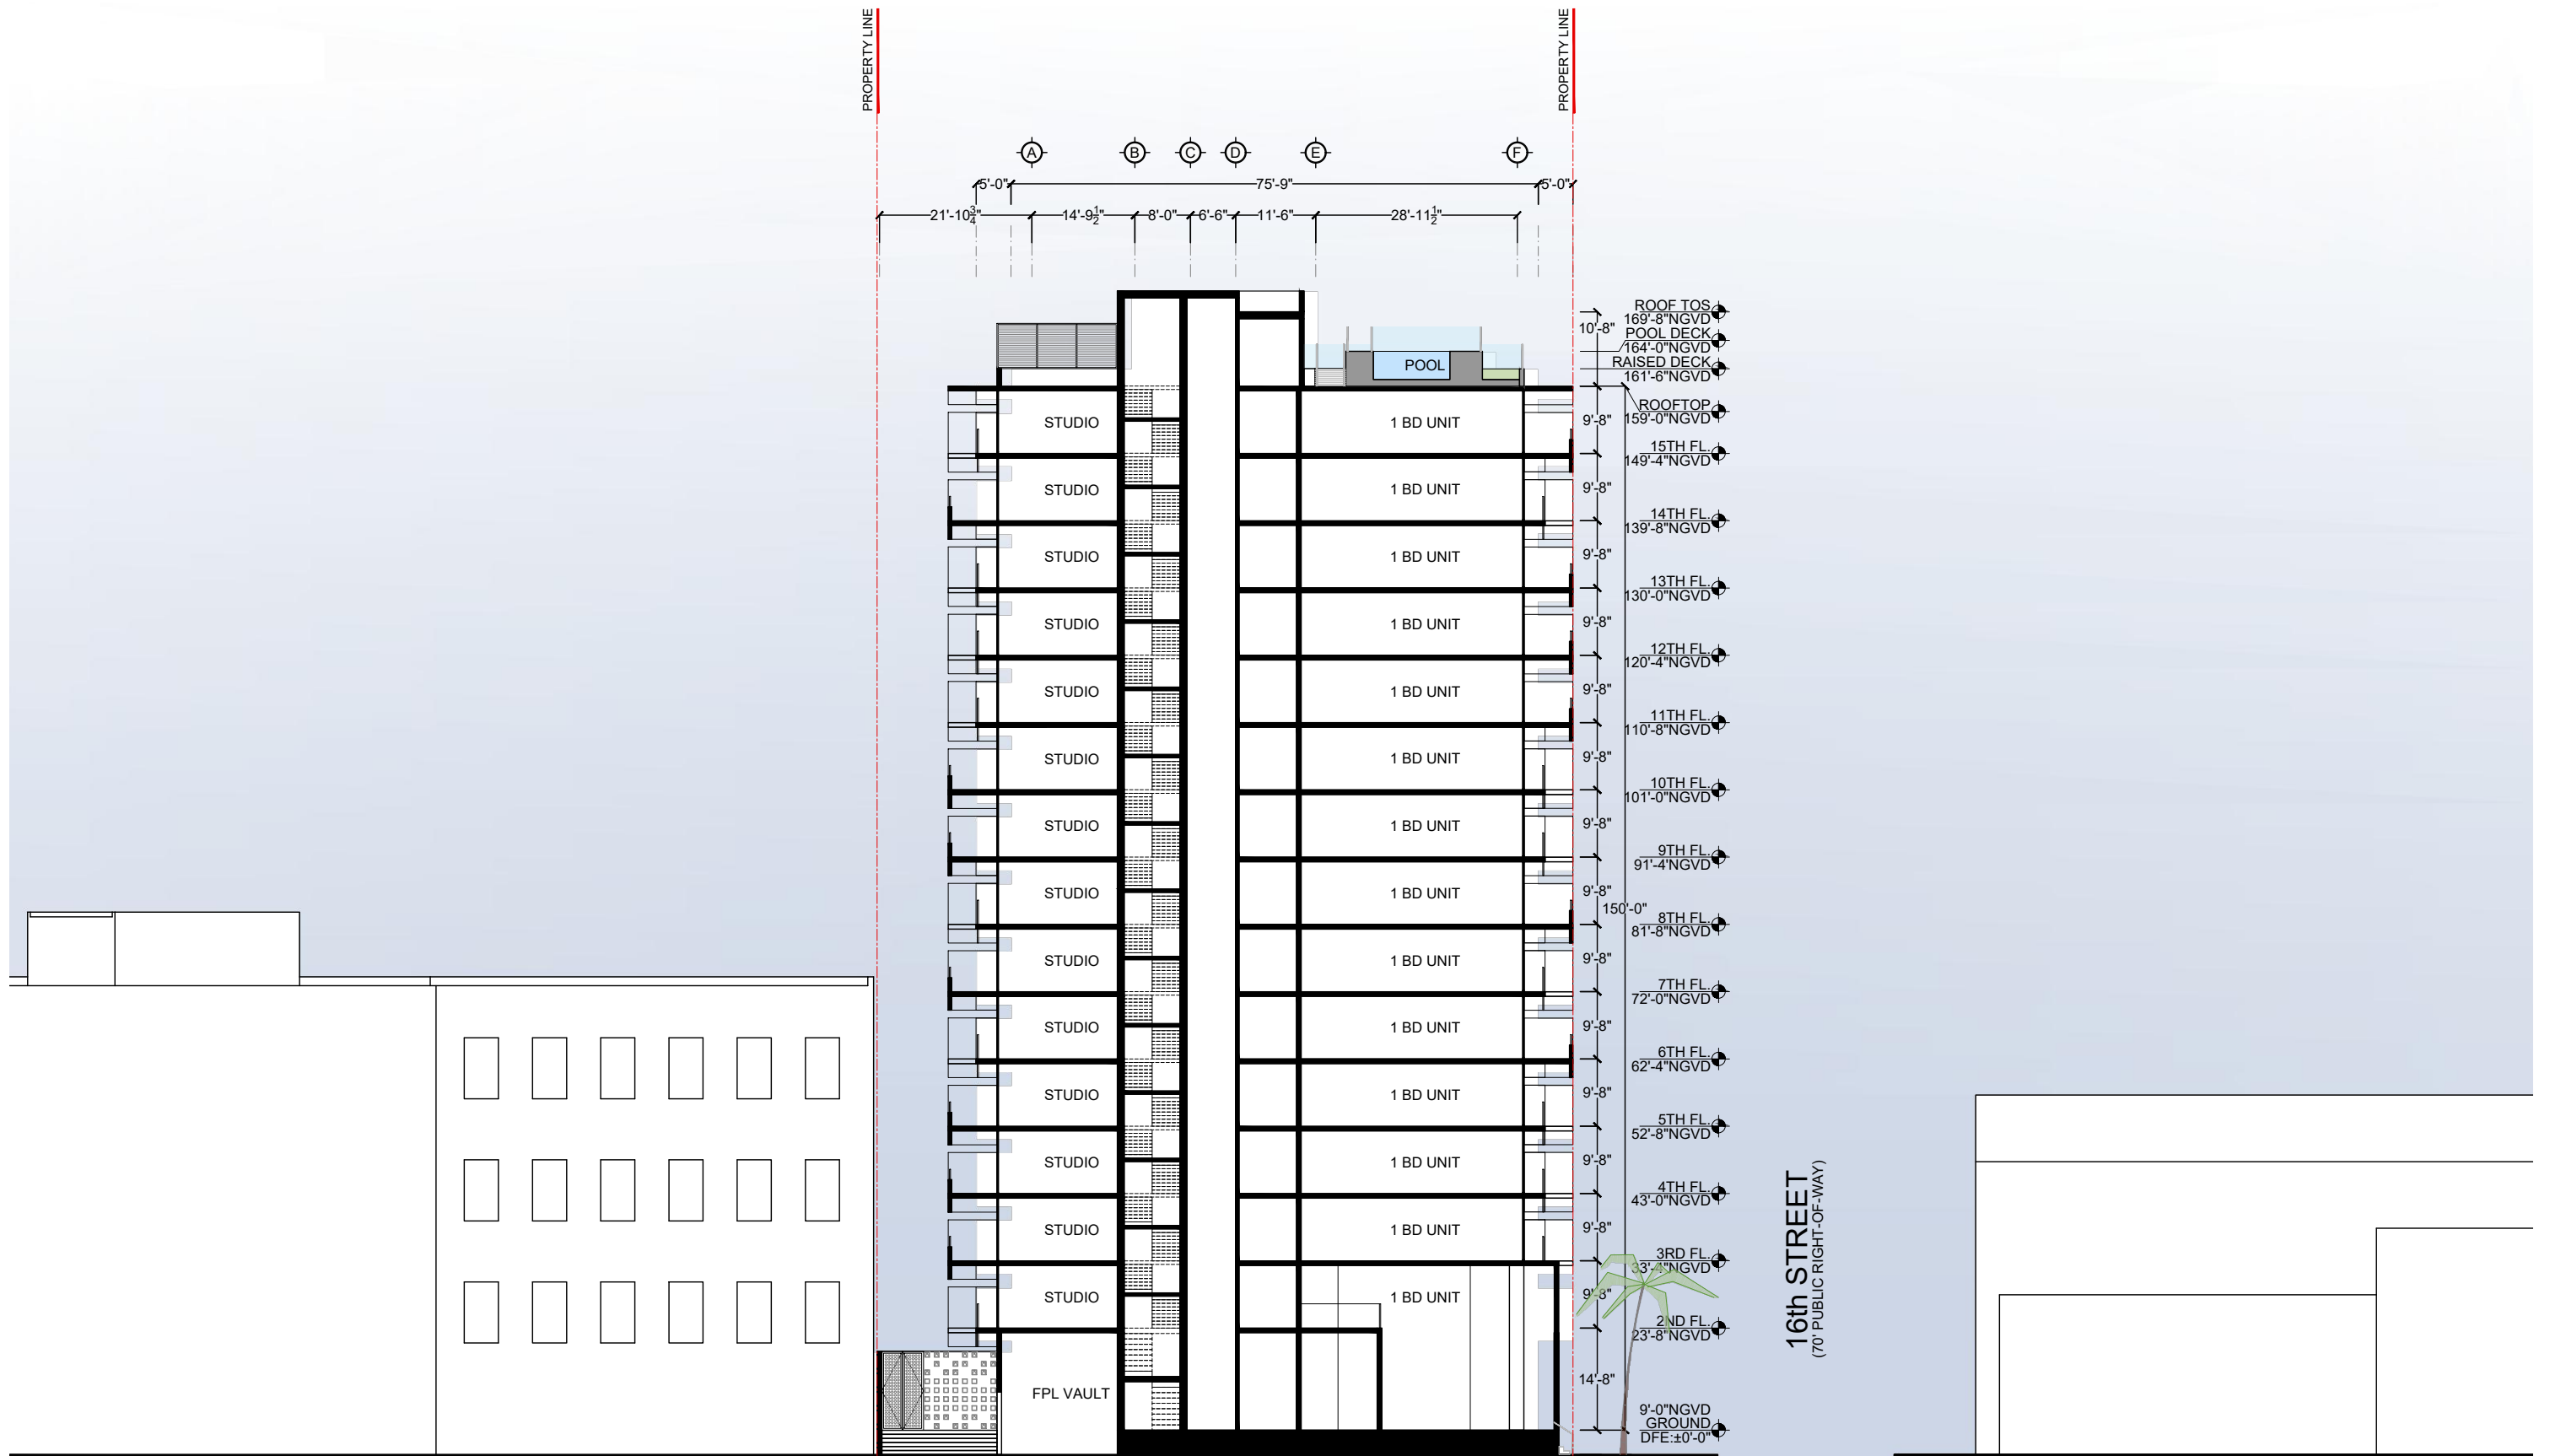 PROPERTY LINE
PROPERTY LINE
A B C D E F
5'-0" 75'-9" 5'-0"
21'-10 3/4" 14'-9 1/2" 8'-0" 6'-6" 11'-6" 28'-11 1/2"
ROOF TOS
169'-8"NGVD
10'-8"
POOL DECK
164'-0"NGVD
RAISED DECK
161'-6"NGVD
POOL
ROOFTOP
159'-0"NGVD
STUDIO 1 BD UNIT 9'-8"
15TH FL.
149'-4"NGVD
STUDIO 1 BD UNIT 9'-8"
14TH FL.
139'-8"NGVD
STUDIO 1 BD UNIT 9'-8"
13TH FL.
130'-0"NGVD
STUDIO 1 BD UNIT 9'-8"
12TH FL.
120'-4"NGVD
STUDIO 1 BD UNIT 9'-8"
11TH FL.
110'-8"NGVD
STUDIO 1 BD UNIT 9'-8"
10TH FL.
101'-0"NGVD
STUDIO 1 BD UNIT 9'-8"
9TH FL.
91'-4'NGVD
STUDIO 1 BD UNIT 9'-8"
150'-0"
8TH FL.
81'-8"NGVD
STUDIO 1 BD UNIT 9'-8"
7TH FL.
72'-0"NGVD
STUDIO 1 BD UNIT 9'-8"
6TH FL.
62'-4"NGVD
STUDIO 1 BD UNIT 9'-8"
5TH FL.
52'-8"NGVD
STUDIO 1 BD UNIT 9'-8"
4TH FL.
43'-0"NGVD
STUDIO 1 BD UNIT 9'-8"
3RD FL.
33'-4"NGVD
STUDIO 1 BD UNIT 9'-8"
2ND FL.
23'-8"NGVD
FPL VAULT 14'-8"
9'-0"NGVD
GROUND
DFE:±0'-0"
16th STREET
(70' PUBLIC RIGHT-OF-WAY)